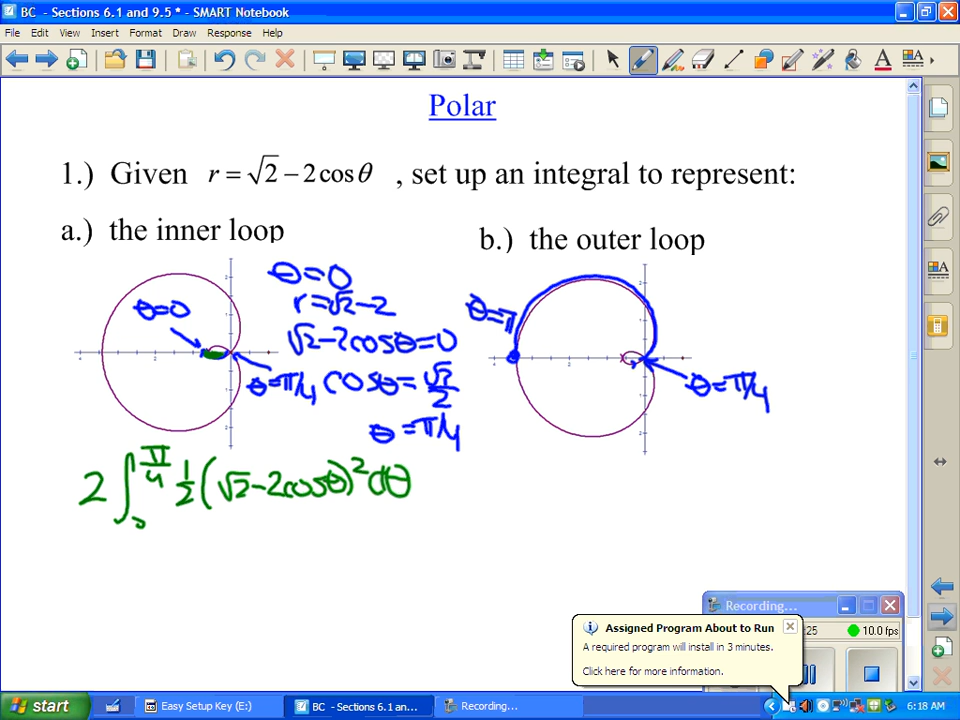 BC - Sections 6.1 and 9.5 * - SMART Notebook
File Edit View Insert Format Draw Response Help
Polar
1.) Given r = √2 − 2cosθ , set up an integral to represent:
a.) the inner loop
b.) the outer loop
θ=0
r=√2-2
θ=0
√2-2cosθ=0
θ=π/4
cosθ=√2/2
θ=π/4
θ=π
θ=π/4
2∫₀^(π/4) 1/2(√2-2cosθ)²dθ
Recording...
Assigned Program About to Run
:25
10.0 fps
A required program will install in 3 minutes.
Click here for more information.
start
Easy Setup Key (E:)
BC - Sections 6.1 an...
Recording...
6:18 AM